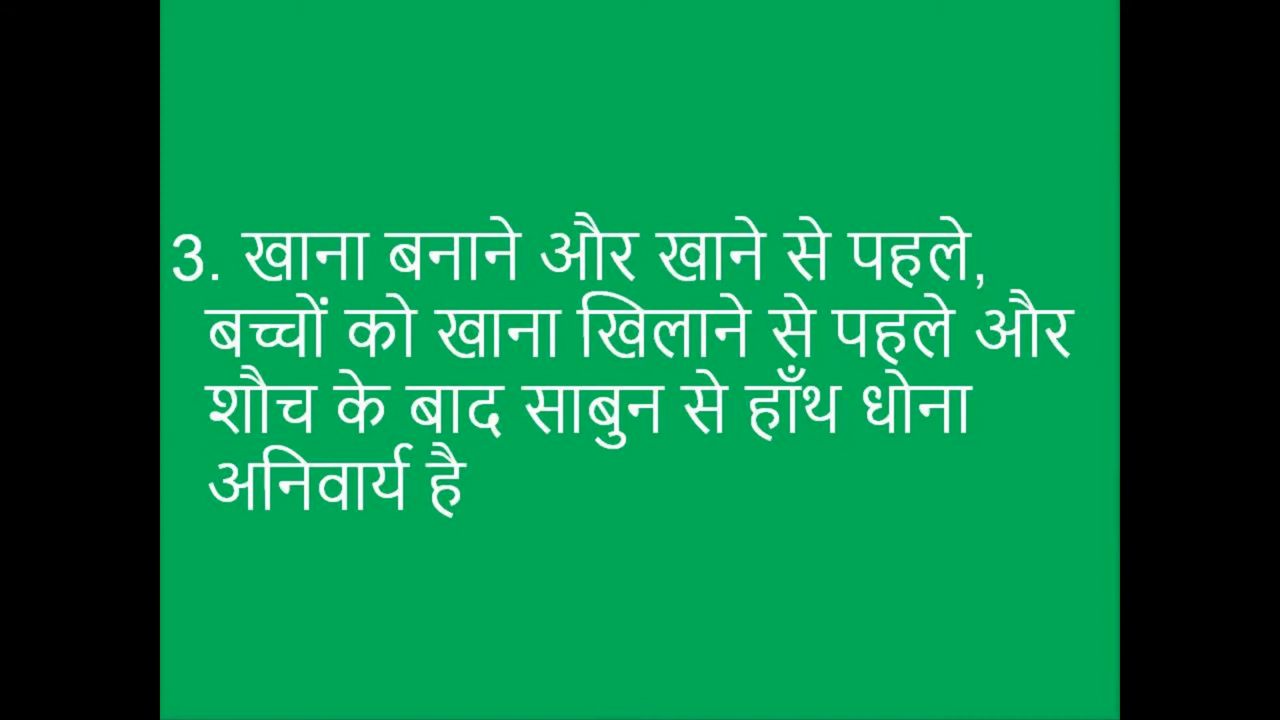 3. खाना बनाने और खाने से पहले,
बच्चों को खाना खिलाने से पहले और
शौच के बाद साबुन से हाँथ धोना
अनिवार्य है